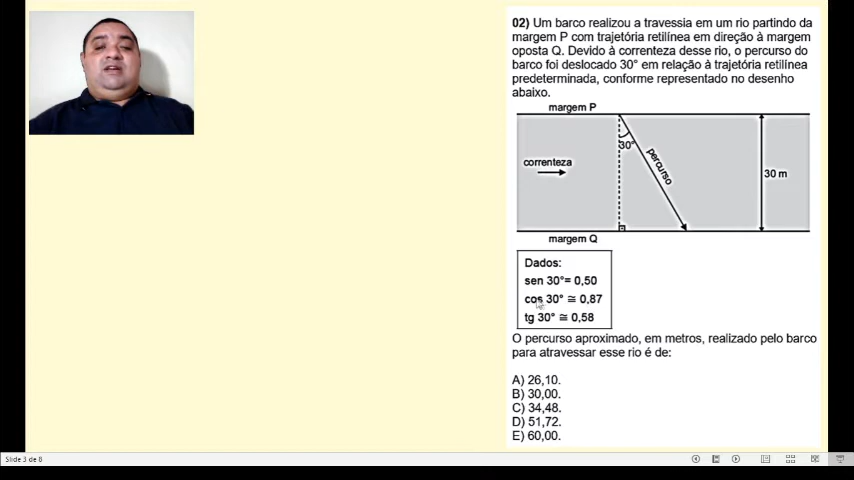 02) Um barco realizou a travessia em um rio partindo da
margem P com trajetória retilínea em direção à margem
oposta Q. Devido à correnteza desse rio, o percurso do
barco foi deslocado 30° em relação à trajetória retilínea
predeterminada, conforme representado no desenho
abaixo.
margem P
30°
percurso
correnteza
30 m
margem Q
Dados:
sen 30°= 0,50
cos 30° ≅ 0,87
tg 30° ≅ 0,58
O percurso aproximado, em metros, realizado pelo barco
para atravessar esse rio é de:
A) 26,10.
B) 30,00.
C) 34,48.
D) 51,72.
E) 60,00.
Slide 3 de 8